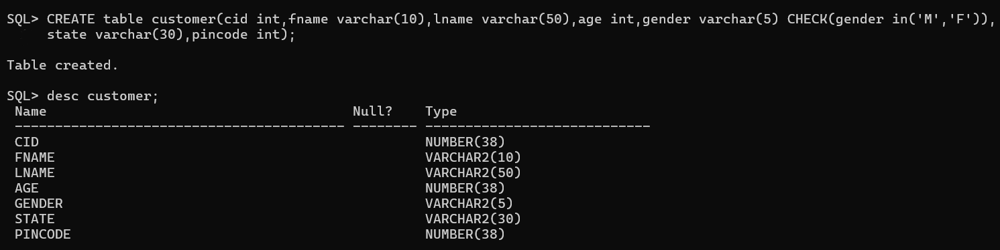 SQL> CREATE table customer(cid int,fname varchar(10),lname varchar(50),age int,gender varchar(5) CHECK(gender in('M','F')),
     state varchar(30),pincode int);
Table created.
SQL> desc customer;
 Name                                      Null?    Type
 ----------------------------------------- -------- ----------------------------
 CID                                                NUMBER(38)
 FNAME                                              VARCHAR2(10)
 LNAME                                              VARCHAR2(50)
 AGE                                                NUMBER(38)
 GENDER                                             VARCHAR2(5)
 STATE                                              VARCHAR2(30)
 PINCODE                                            NUMBER(38)